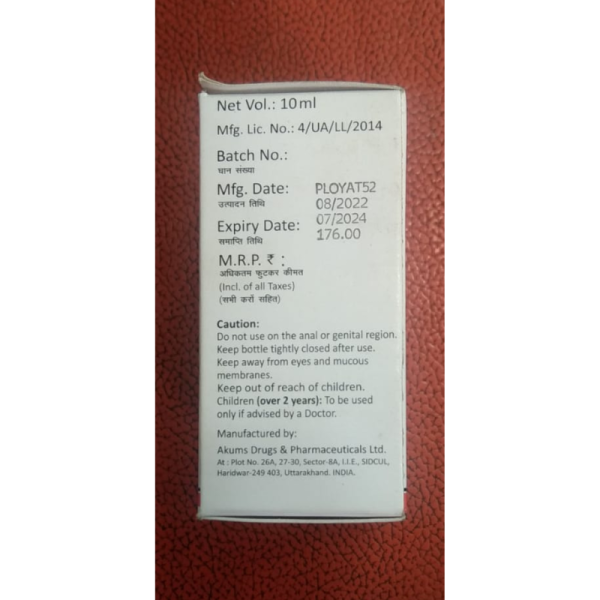 Net Vol.: 10ml
Mfg. Lic. No.: 4/UA/LL/2014
Batch No.:
घान संख्या
Mfg. Date: PLOYAT52
उत्पादन तिथि 08/2022
Expiry Date: 07/2024
समाप्ति तिथि 176.00
M.R.P. ₹ :
अधिकतम फुटकर कीमत
(Incl. of all Taxes)
(सभी करों सहित)
Caution:
Do not use on the anal or genital region.
Keep bottle tightly closed after use.
Keep away from eyes and mucous
membranes.
Keep out of reach of children.
Children (over 2 years): To be used
only if advised by a Doctor.
Manufactured by:
Akums Drugs & Pharmaceuticals Ltd.
At : Plot No. 26A, 27-30, Sector-8A, I.I.E., SIDCUL,
Haridwar-249 403, Uttarakhand. INDIA.